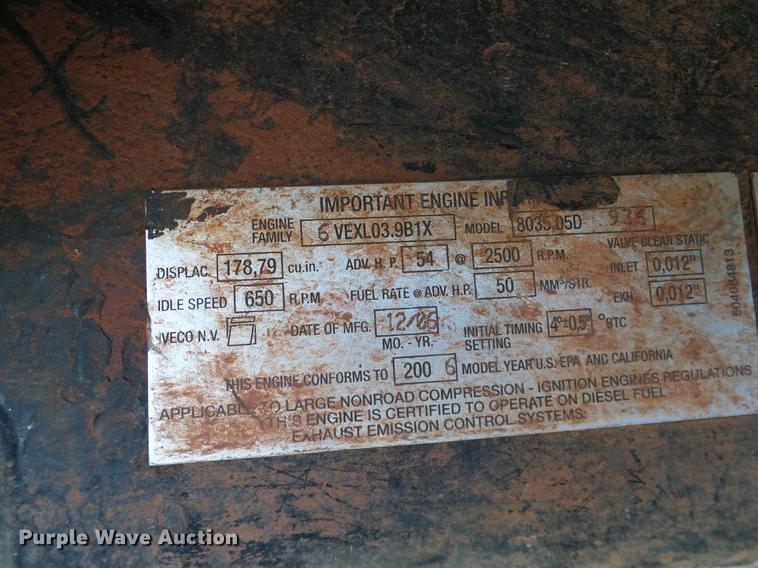 IMPORTANT ENGINE
ENGINE FAMILY 6 VEXL03.9B1X MODEL 8035.05D
VALVE CLEAR STATIC
DISPLAC. 178,79 cu.in. ADV. H.P. 54 @ 2500 R.P.M. INLET 0,012"
IDLE SPEED 650 R.P.M. FUEL RATE @ ADV. H.P. 50 MM³/STR. EXH 0,012"
IVECO N.V. DATE OF MFG. 12/06 INITIAL TIMING SETTING 4°±0,5° °BTC
MO. - YR.
THIS ENGINE CONFORMS TO 200 6 MODEL YEAR U.S. EPA AND CALIFORNIA
APPLICABLE TO LARGE NONROAD COMPRESSION - IGNITION ENGINES REGULATIONS
THIS ENGINE IS CERTIFIED TO OPERATE ON DIESEL FUEL
EXHAUST EMISSION CONTROL SYSTEMS:
504084813
Purple Wave Auction